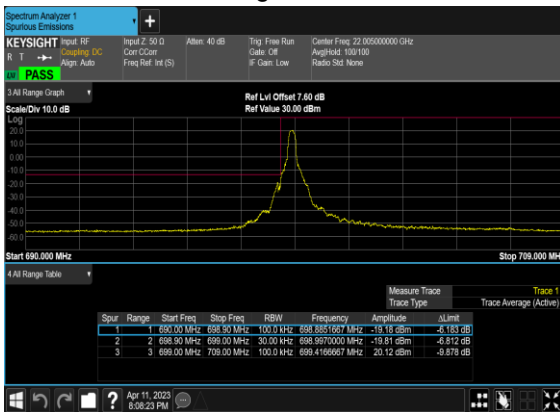 Spectrum Analyzer 1
Spurious Emissions
KEYSIGHT Input: RF Input Z: 50 Ω Atten: 40 dB Trig: Free Run Center Freq: 22.005000000 GHz
R T Coupling: DC Corr CCorr Gate: Off Avg|Hold: 100/100
Align: Auto Freq Ref: Int (S) IF Gain: Low Radio Std: None
PASS
3 All Range Graph
Ref Lvl Offset 7.60 dB
Scale/Div 10.0 dB Ref Value 30.00 dBm
Log
20.0
10.0
0.00
-10.0
-20.0
-30.0
-40.0
-50.0
-60.0
Start 690.000 MHz Stop 709.000 MH
4 All Range Table
Measure Trace Trace 1
Trace Type Trace Average (Active)
Spur Range Start Freq Stop Freq RBW Frequency Amplitude ΔLimit
1 1 690.00 MHz 698.90 MHz 100.0 kHz 698.8851667 MHz -19.18 dBm -6.183 dB
2 2 698.90 MHz 699.00 MHz 30.00 kHz 698.9970000 MHz -19.81 dBm -6.812 dB
3 3 699.00 MHz 709.00 MHz 100.0 kHz 699.4166667 MHz 20.12 dBm -9.878 dB
Apr 11, 2023
8:08:23 PM